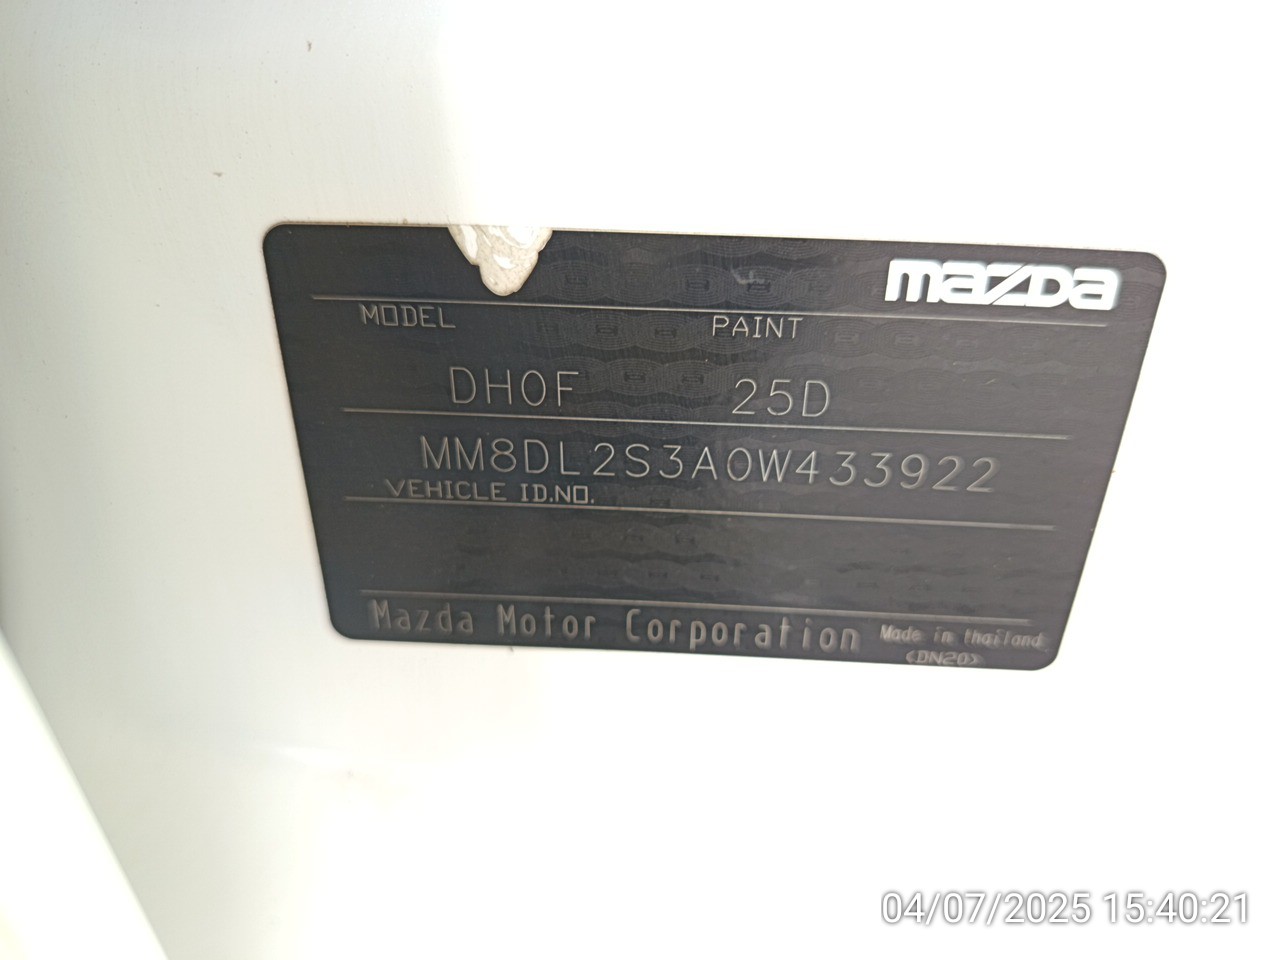 mazda
MODEL PAINT
DH0F 25D
MM8DL2S3A0W433922
VEHICLE ID.NO.
Mazda Motor Corporation Made in thailand
<DN20>
04/07/2025 15:40:21